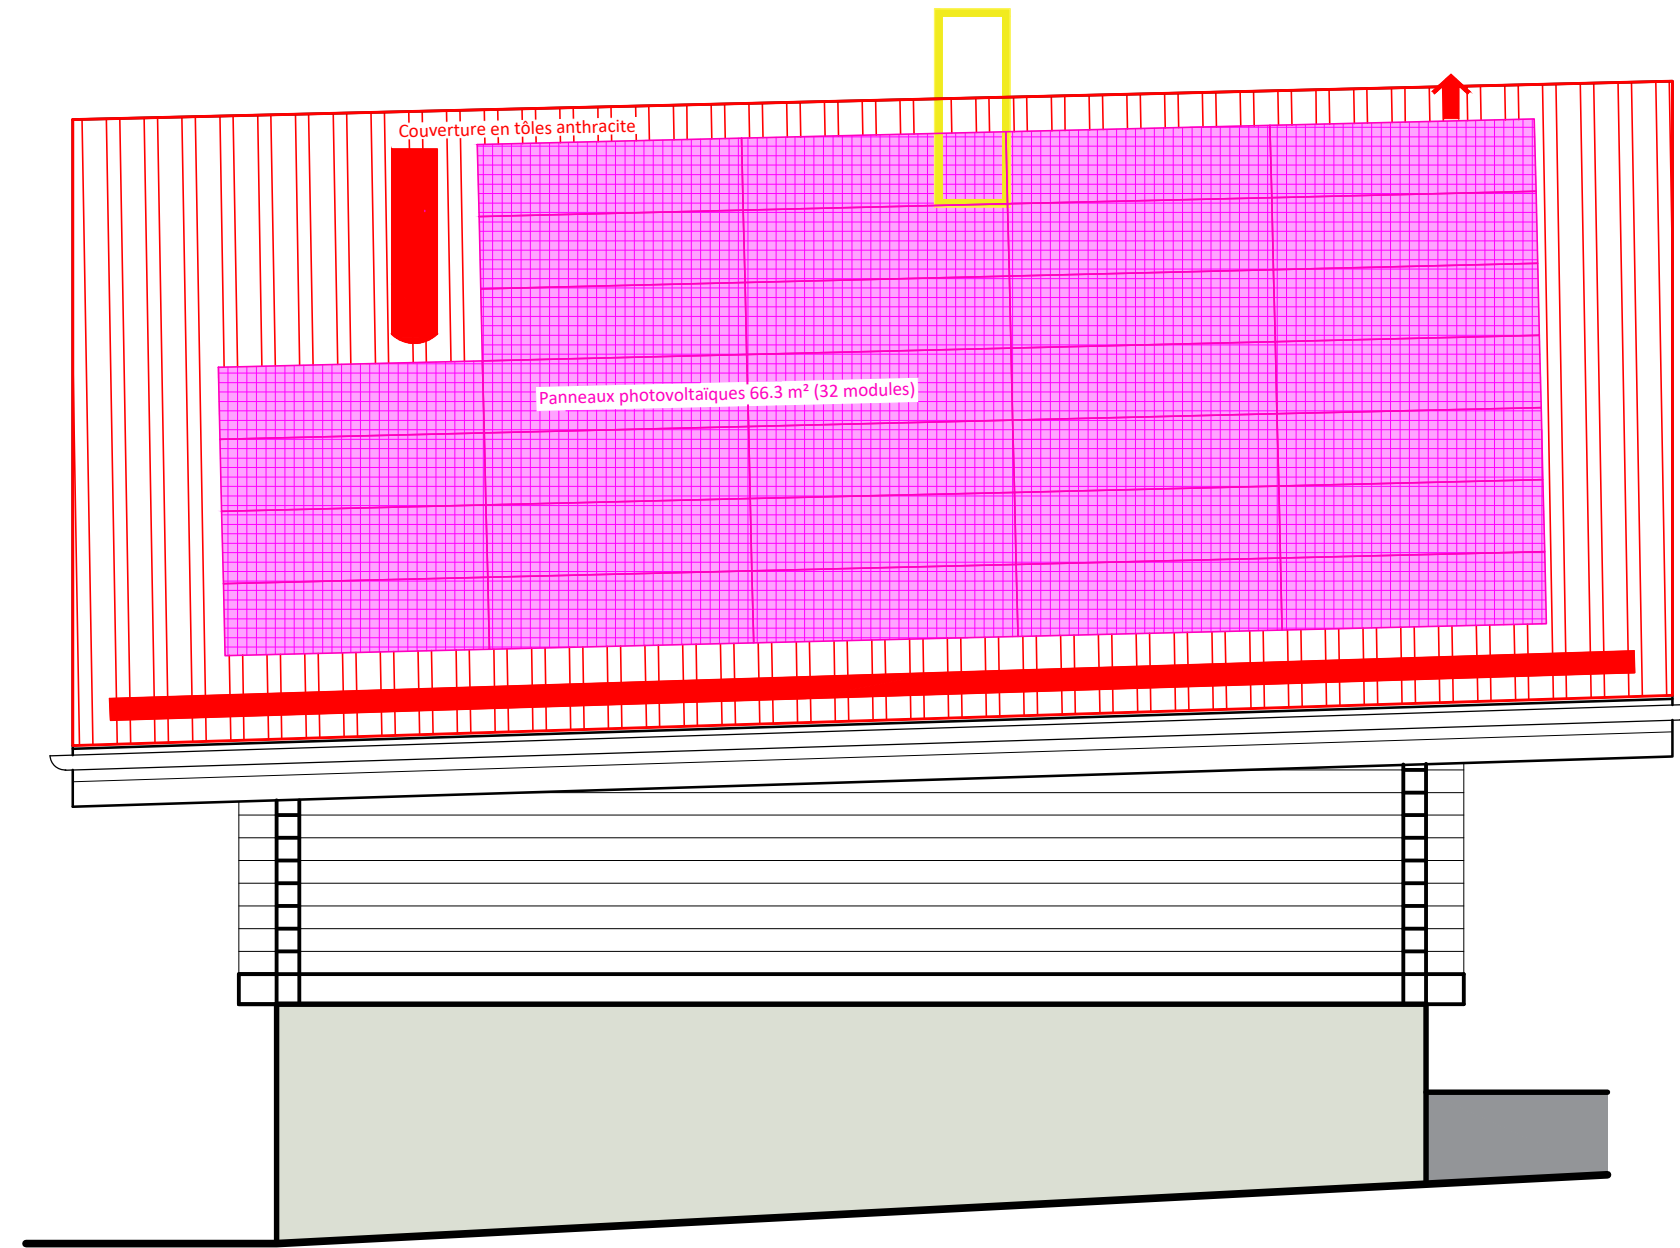 Couverture en tôles anthracite
Panneaux photovoltaïques 66.3 m² (32 modules)